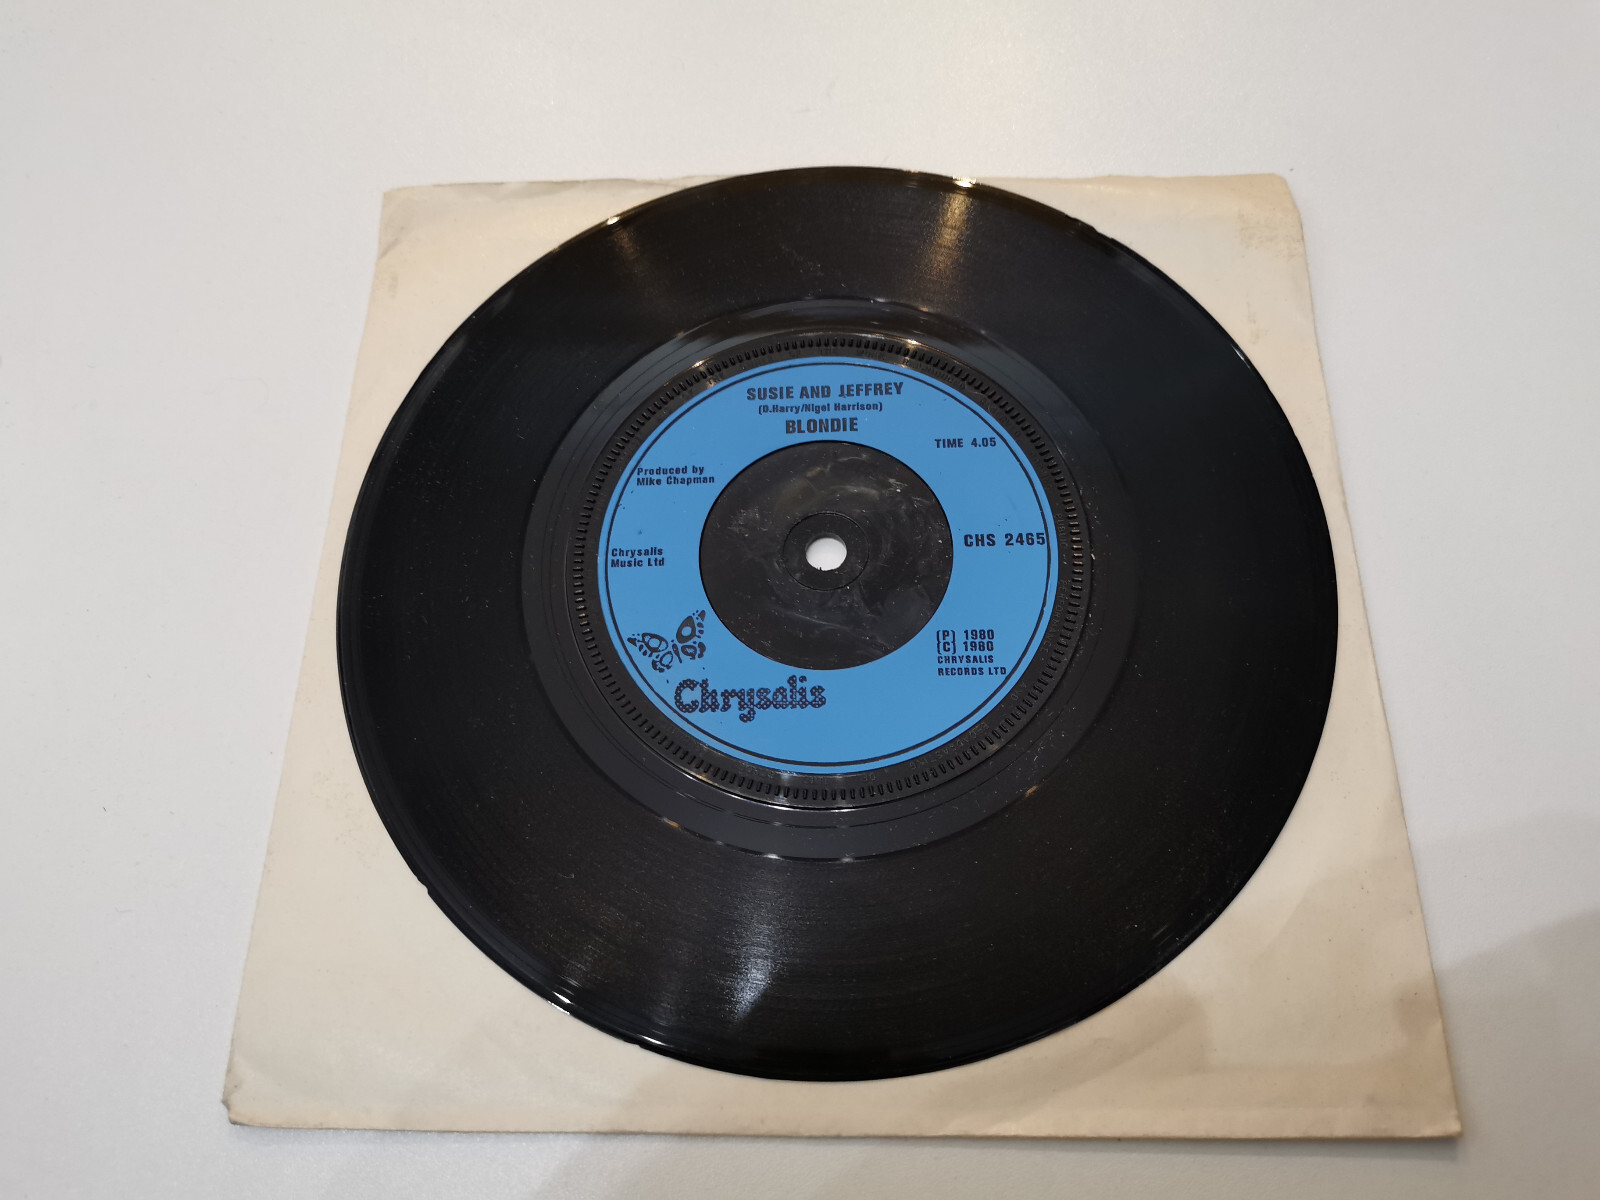 SUSIE AND JEFFREY
(D.Harry/Nigel Harrison)
BLONDIE
TIME 4.05
Produced by
Mike Chapman
CHS 2465
Chrysalis
Music Ltd
(P) 1980
(C) 1980
CHRYSALIS
RECORDS LTD
Chrysalis